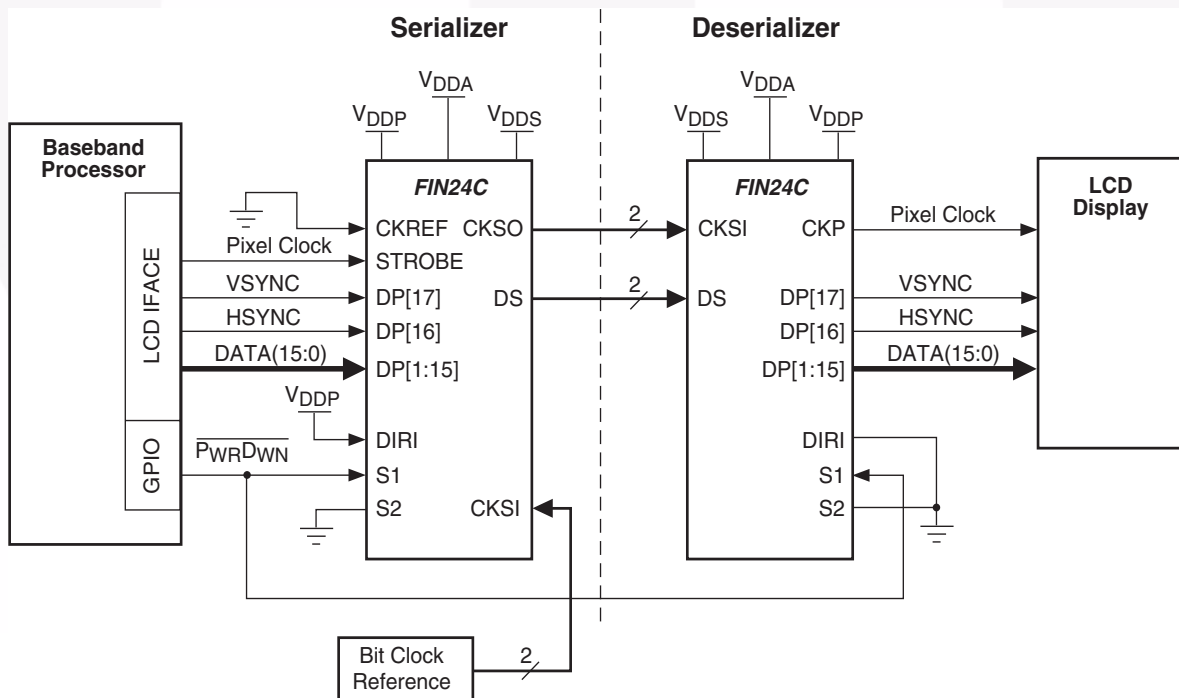 Serializer
Deserializer
VDDP
VDDA
VDDS
VDDS
VDDA
VDDP
Baseband
Processor
LCD IFACE
GPIO
Pixel Clock
VSYNC
HSYNC
DATA(15:0)
VDDP
PWRDWN
FIN24C
CKREF
CKSO
STROBE
DP[17]
DS
DP[16]
DP[1:15]
DIRI
S1
S2
CKSI
2
2
FIN24C
CKSI
CKP
DS
DP[17]
DP[16]
DP[1:15]
DIRI
S1
S2
Pixel Clock
VSYNC
HSYNC
DATA(15:0)
LCD
Display
Bit Clock
Reference
2